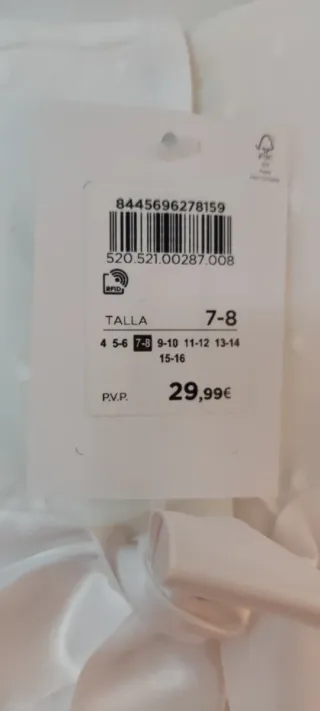 8445696278159
520.521.00287.008
RFID
TALLA 7-8
4 5-6 7-8 9-10 11-12 13-14
15-16
P.V.P. 29,99€